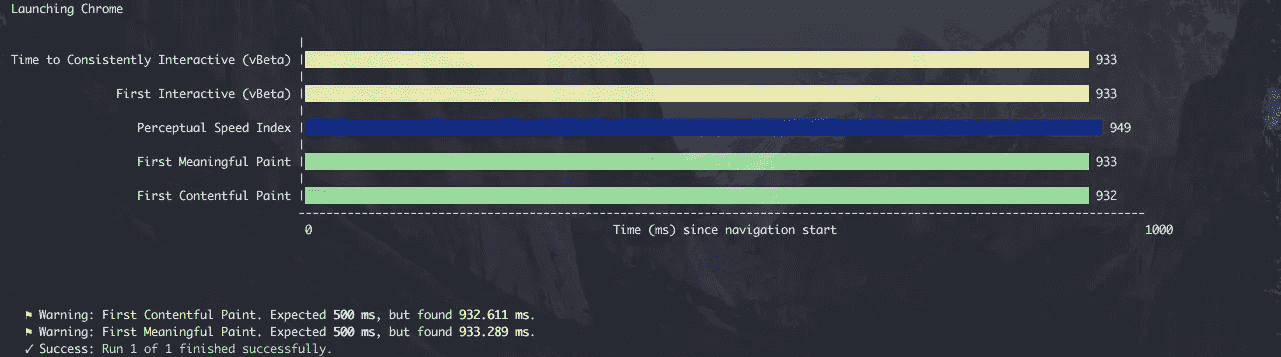 Launching Chrome
Time to Consistently Interactive (vBeta) | 933
First Interactive (vBeta) | 933
Perceptual Speed Index | 949
First Meaningful Paint | 933
First Contentful Paint | 932
0 Time (ms) since navigation start 1000
⚑ Warning: First Contentful Paint. Expected 500 ms, but found 932.611 ms.
⚑ Warning: First Meaningful Paint. Expected 500 ms, but found 933.289 ms.
✓ Success: Run 1 of 1 finished successfully.